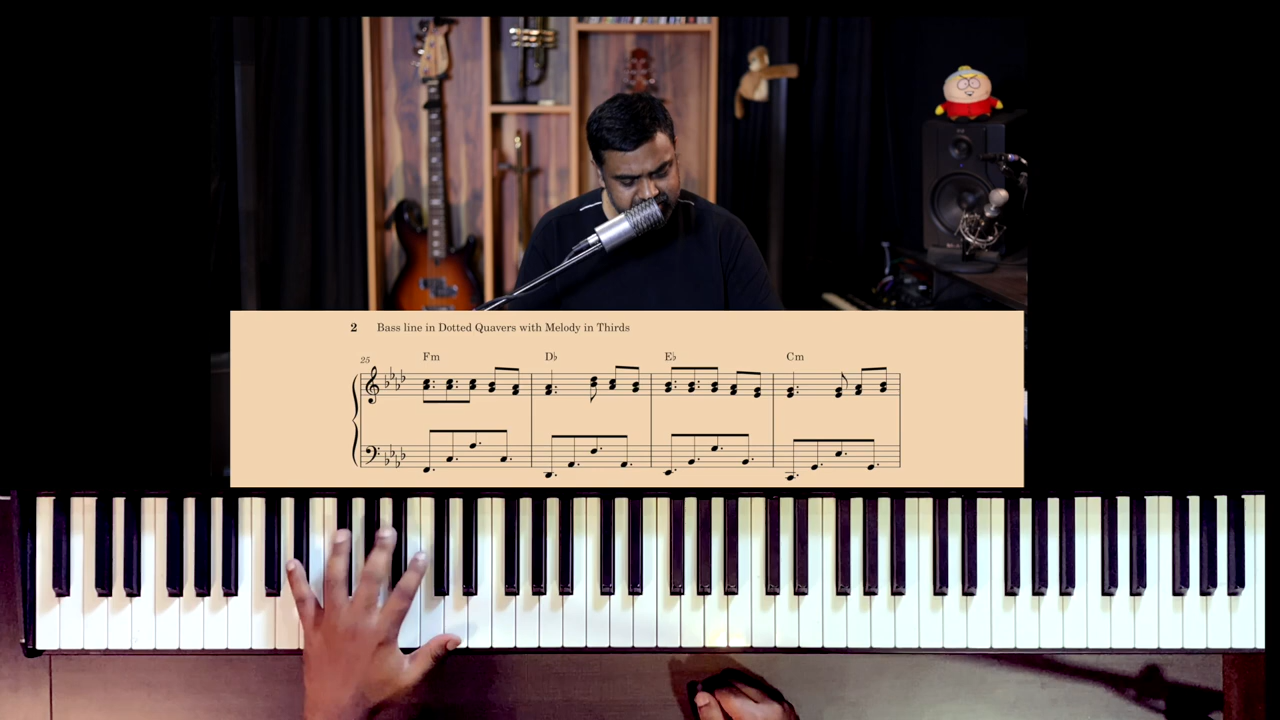 2 Bass line in Dotted Quavers with Melody in Thirds
25 Fm D♭ E♭ Cm